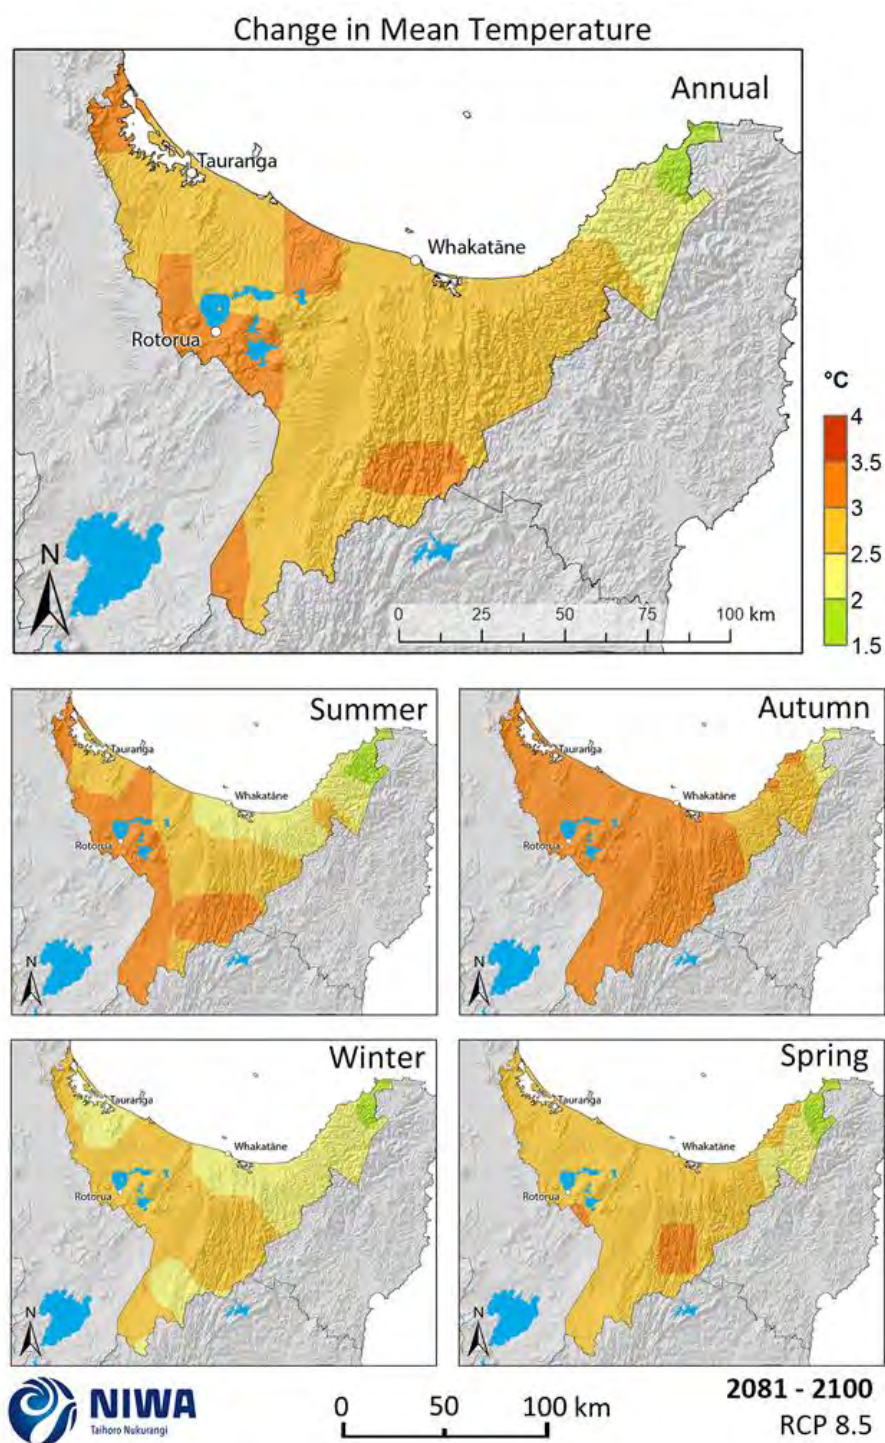 Change in Mean Temperature
Annual
Tauranga
Whakatāne
Rotorua
°C
4
3.5
3
2.5
2
1.5
N
0 25 50 75 100 km
Summer
Tauranga
Whakatāne
Rotorua
N
Autumn
Tauranga
Whakatāne
Rotorua
N
Winter
Tauranga
Whakatāne
Rotorua
N
Spring
Tauranga
Whakatāne
Rotorua
N
NIWA
Taihoro Nukurangi
0 50 100 km
2081 - 2100
RCP 8.5